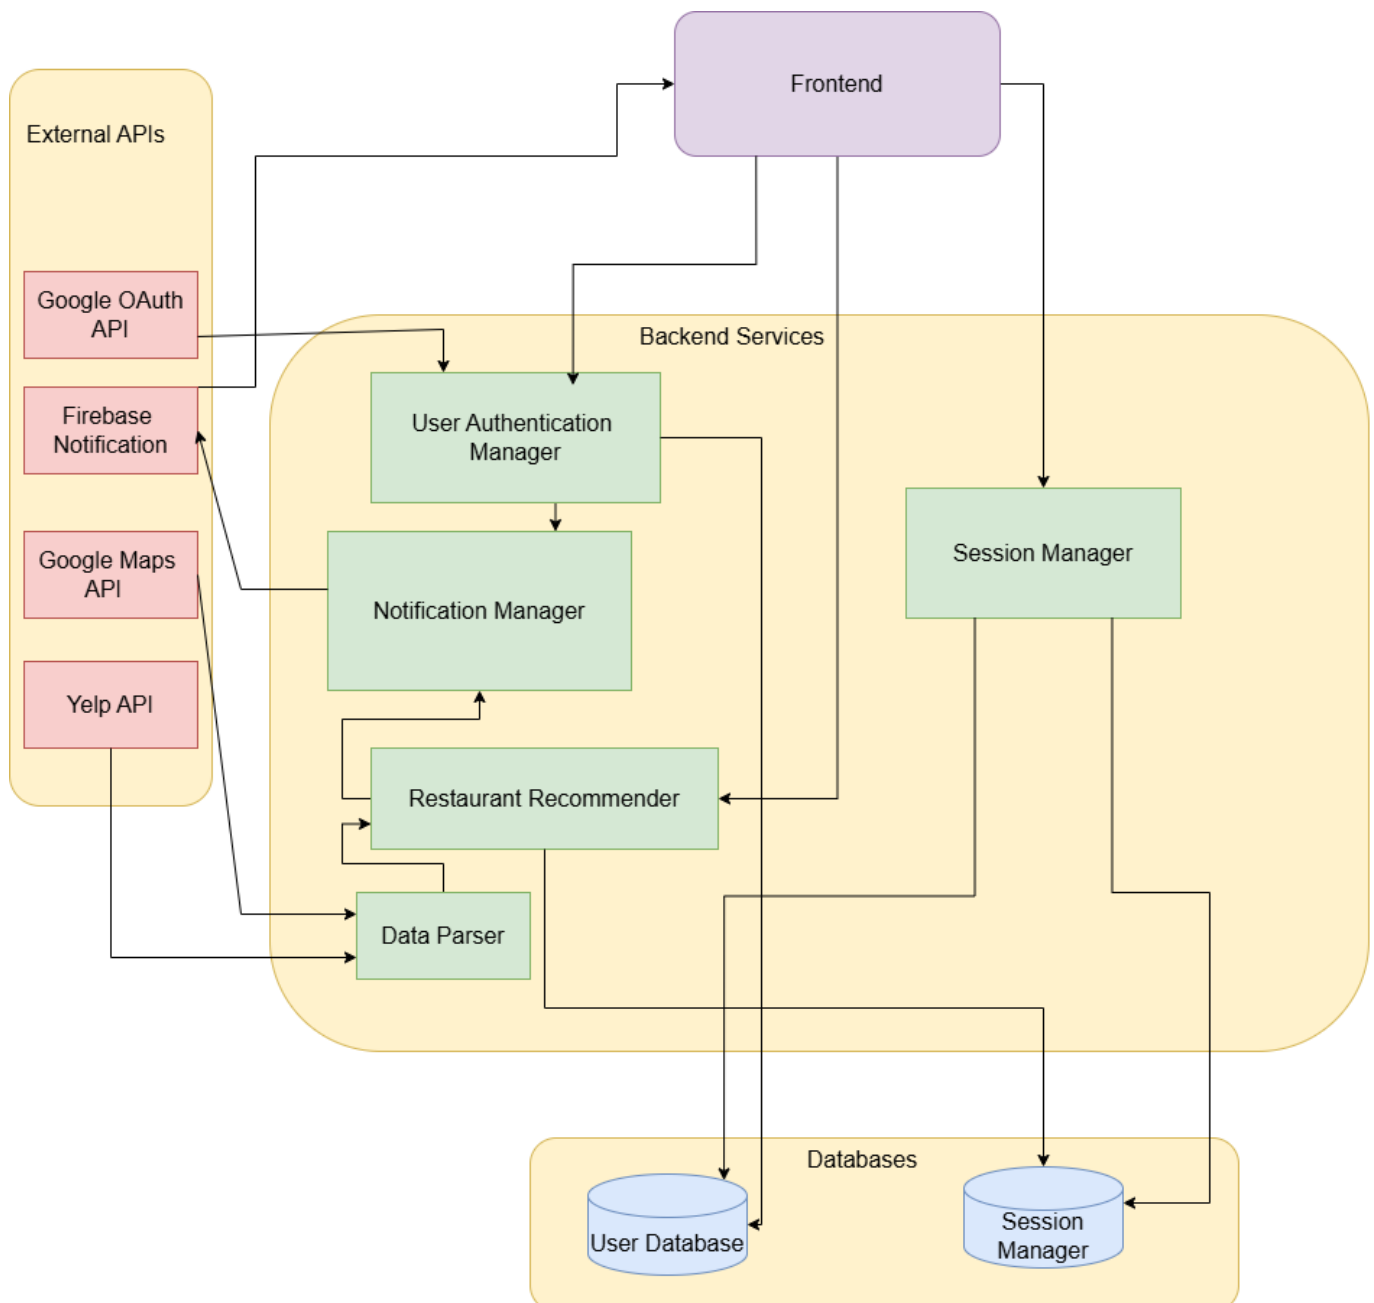 Frontend
External APIs
Google OAuth
API
Firebase
Notification
Google Maps
API
Yelp API
Backend Services
User Authentication
Manager
Notification Manager
Session Manager
Restaurant Recommender
Data Parser
Databases
User Database
Session
Manager